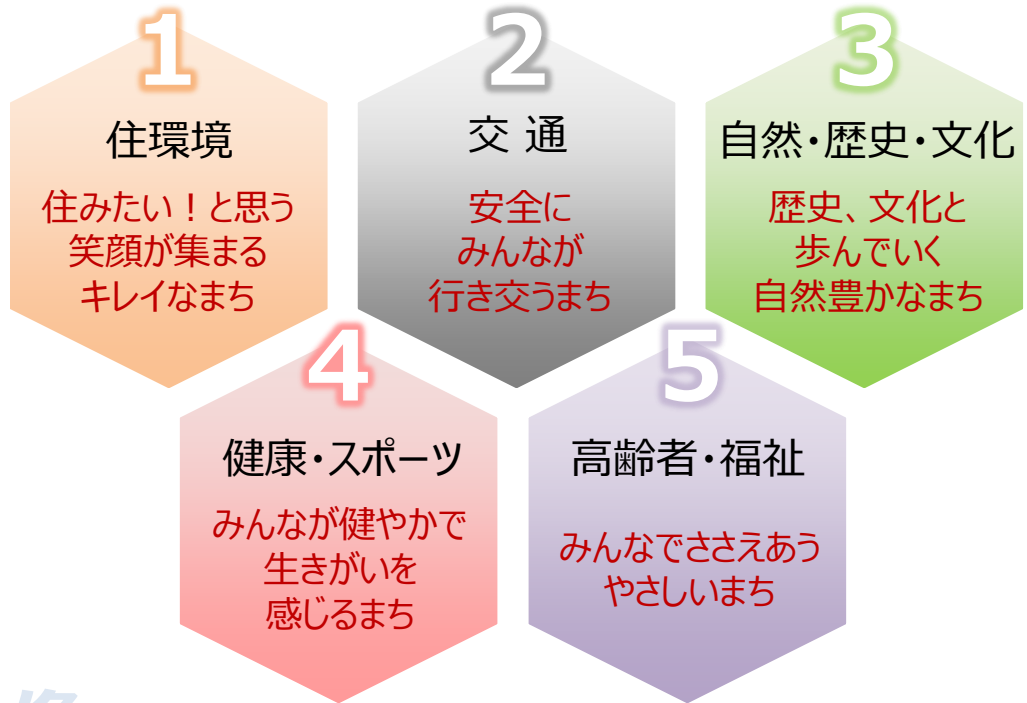 1
住環境
住みたい！と思う
笑顔が集まる
キレイなまち
2
交 通
安全に
みんなが
行き交うまち
3
自然・歴史・文化
歴史、文化と
歩んでいく
自然豊かなまち
4
健康・スポーツ
みんなが健やかで
生きがいを
感じるまち
5
高齢者・福祉
みんなでささえあう
やさしいまち